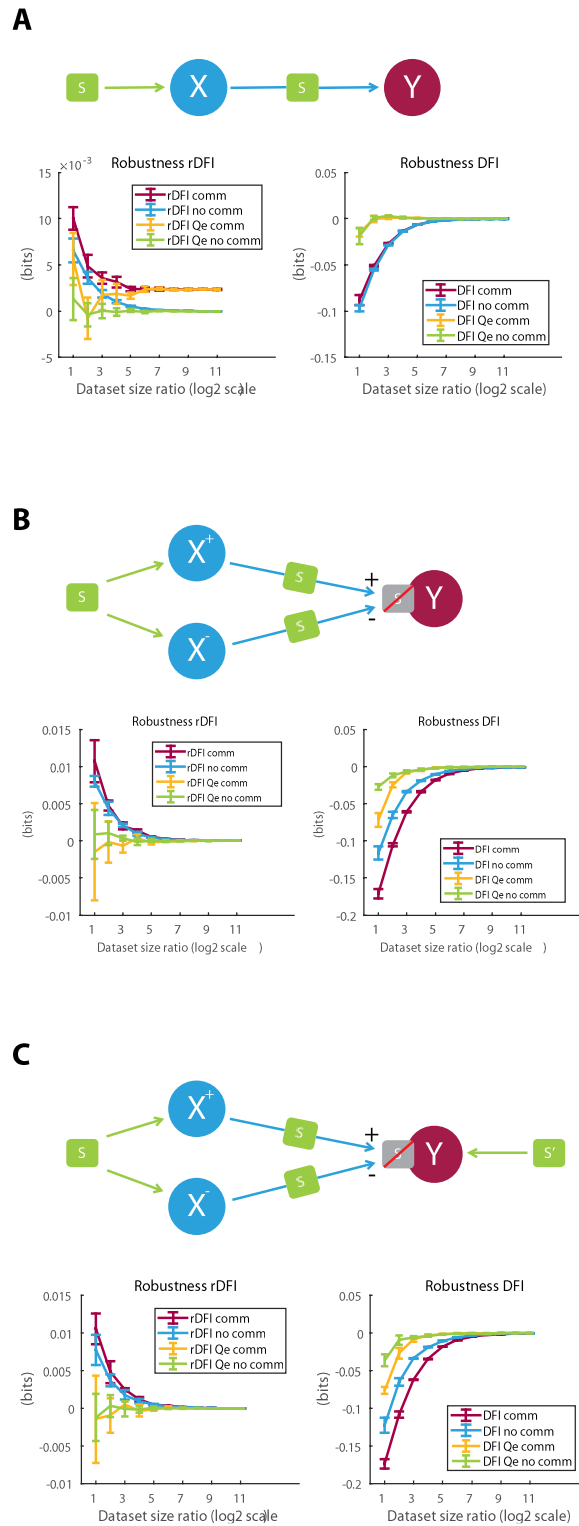 A
S X S Y
Robustness rDFI
×10-3
15
10
5
0
-5
(bits)
rDFI comm
rDFI no comm
rDFI Qe comm
rDFI Qe no comm
1 3 5 7 9 11
Dataset size ratio (log2 scale)
Robustness DFI
0.05
0
-0.05
-0.1
-0.15
(bits)
DFI comm
DFI no comm
DFI Qe comm
DFI Qe no comm
1 3 5 7 9 11
Dataset size ratio (log2 scale)
B
X+
S
S
+
S Y
-
S
X-
Robustness rDFI
0.015
0.01
0.005
0
-0.005
-0.01
(bits)
rDFI comm
rDFI no comm
rDFI Qe comm
rDFI Qe no comm
1 3 5 7 9 11
Dataset size ratio (log2 scale )
Robustness DFI
0.05
0
-0.05
-0.1
-0.15
-0.2
(bits)
DFI comm
DFI no comm
DFI Qe comm
DFI Qe no comm
1 3 5 7 9 11
Dataset size ratio (log2 scale)
C
X+
S
S
+
S Y S'
-
S
X-
Robustness rDFI
0.015
0.01
0.005
0
-0.005
-0.01
(bits)
rDFI comm
rDFI no comm
rDFI Qe comm
rDFI Qe no comm
1 3 5 7 9 11
Dataset size ratio (log2 scale)
Robustness DFI
0.05
0
-0.05
-0.1
-0.15
-0.2
(bits)
DFI comm
DFI no comm
DFI Qe comm
DFI Qe no comm
1 3 5 7 9 11
Dataset size ratio (log2 scale)